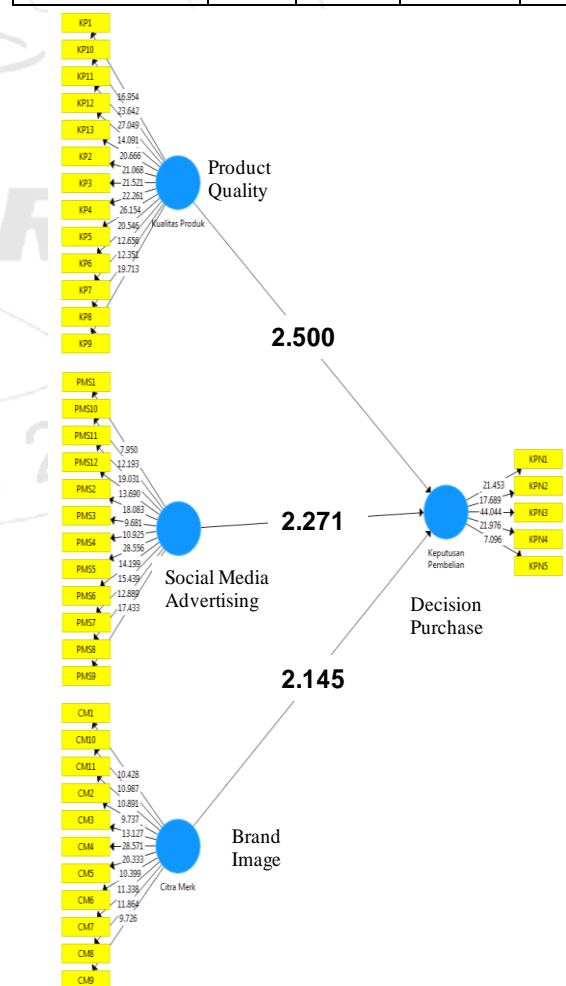 KP1
KP10
KP11
KP12
KP13
KP2
KP3
KP4
KP5
KP6
KP7
KP8
KP9
16.954
23.642
27.049
14.091
20.666
21.068
21.521
22.261
26.154
20.546
12.656
12.351
19.713
Product
Quality
Kualitas Produk
2.500
PMS1
PMS10
PMS11
PMS12
PMS2
PMS3
PMS4
PMS5
PMS6
PMS7
PMS8
PMS9
7.950
12.193
19.031
13.690
18.083
9.681
10.925
28.556
14.199
15.439
12.889
17.433
Social Media
Advertising
2.271
KPN1
KPN2
KPN3
KPN4
KPN5
21.453
17.689
44.044
21.976
7.096
Keputusan
Pembelian
Decision
Purchase
2.145
CM1
CM10
CM11
CM2
CM3
CM4
CM5
CM6
CM7
CM8
CM9
10.428
10.987
10.891
9.737
13.127
28.571
20.333
10.399
11.338
11.864
9.726
Brand
Image
Citra Merk